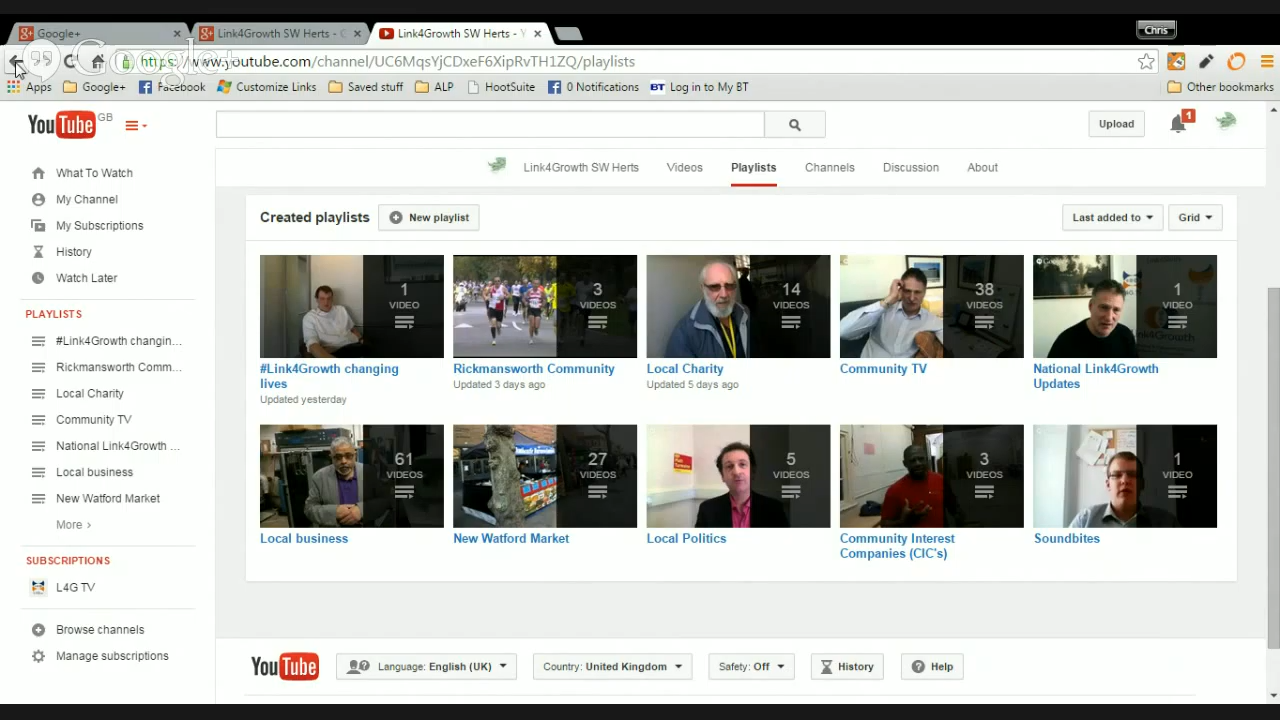 Google+
Link4Growth SW Herts - G
Link4Growth SW Herts - Y
Chris
Google+
https://www.youtube.com/channel/UC6MqsYjCDeF6XipRvTH1ZQ/playlists
Apps
Google+
Facebook
Customize Links
Saved stuff
ALP
HootSuite
0 Notifications
BT
Log in to My BT
Other bookmarks
YouTube GB
Upload
1
What To Watch
My Channel
My Subscriptions
History
Watch Later
PLAYLISTS
#Link4Growth changin...
Rickmansworth Comm...
Local Charity
Community TV
National Link4Growth ...
Local business
New Watford Market
More ›
SUBSCRIPTIONS
L4G TV
Browse channels
Manage subscriptions
Link4Growth SW Herts
Videos
Playlists
Channels
Discussion
About
Created playlists
New playlist
Last added to
Grid
1
VIDEO
#Link4Growth changing
lives
Updated yesterday
3
VIDEOS
Rickmansworth Community
Updated 3 days ago
14
VIDEOS
Local Charity
Updated 5 days ago
38
VIDEOS
Community TV
1
VIDEO
National Link4Growth
Updates
61
VIDEOS
Local business
27
VIDEOS
New Watford Market
5
VIDEOS
Local Politics
3
VIDEOS
Community Interest
Companies (CIC's)
1
VIDEO
Soundbites
YouTube
Language: English (UK)
Country: United Kingdom
Safety: Off
History
Help